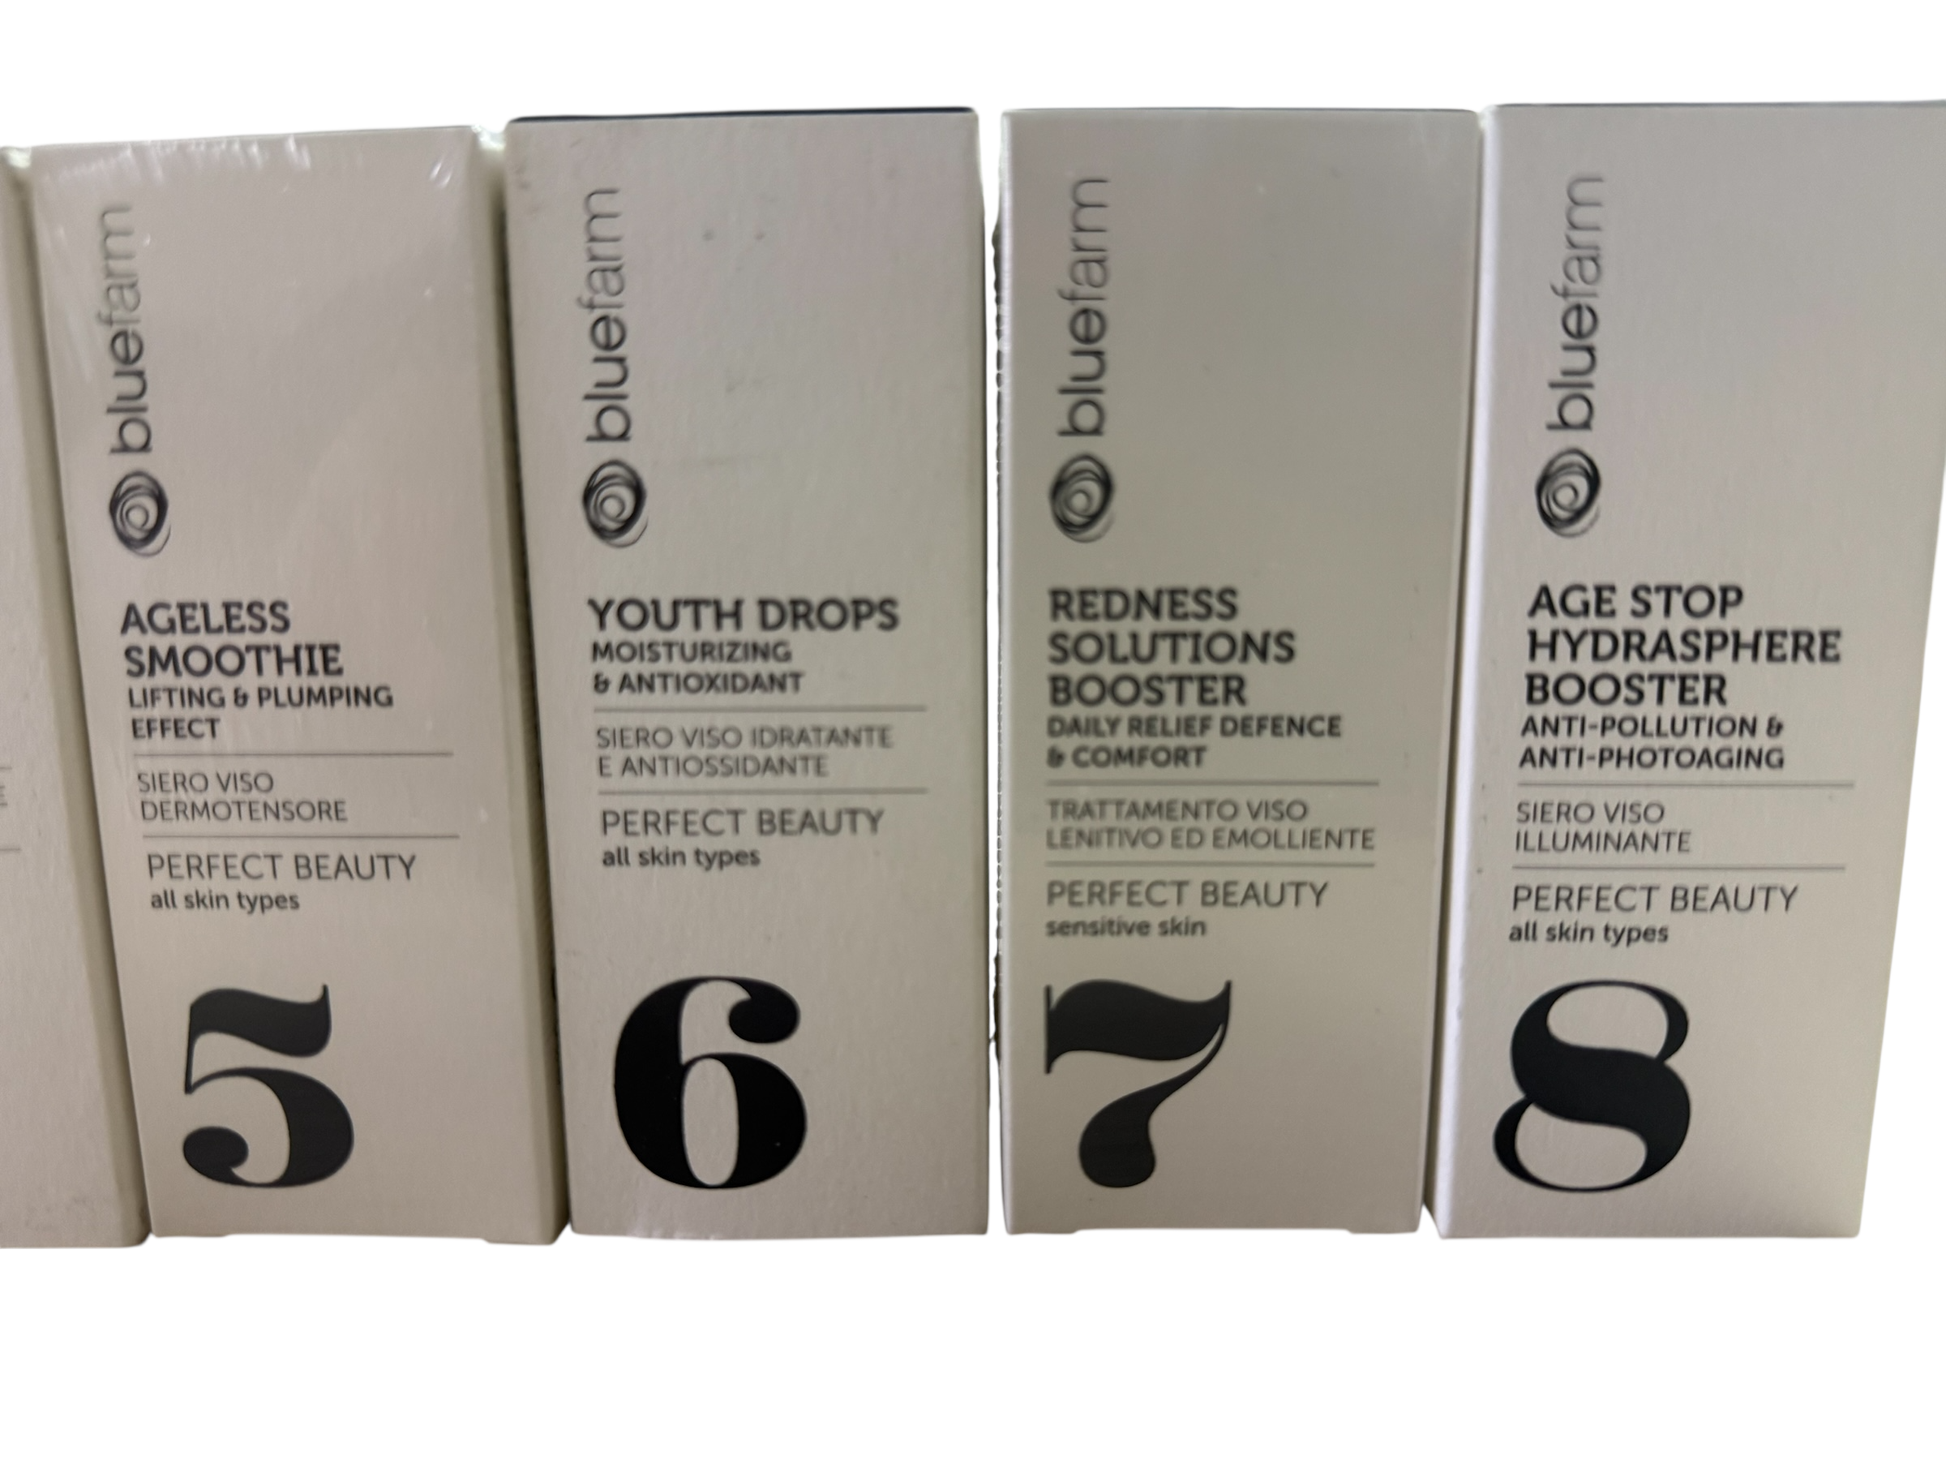 bluefarm
AGELESS
SMOOTHIE
LIFTING & PLUMPING
EFFECT
SIERO VISO
DERMOTENSORE
PERFECT BEAUTY
all skin types
5
bluefarm
YOUTH DROPS
MOISTURIZING
& ANTIOXIDANT
SIERO VISO IDRATANTE
E ANTIOSSIDANTE
PERFECT BEAUTY
all skin types
6
bluefarm
REDNESS
SOLUTIONS
BOOSTER
DAILY RELIEF DEFENCE
& COMFORT
TRATTAMENTO VISO
LENITIVO ED EMOLLIENTE
PERFECT BEAUTY
sensitive skin
7
bluefarm
AGE STOP
HYDRASPHERE
BOOSTER
ANTI-POLLUTION &
ANTI-PHOTOAGING
SIERO VISO
ILLUMINANTE
PERFECT BEAUTY
all skin types
8